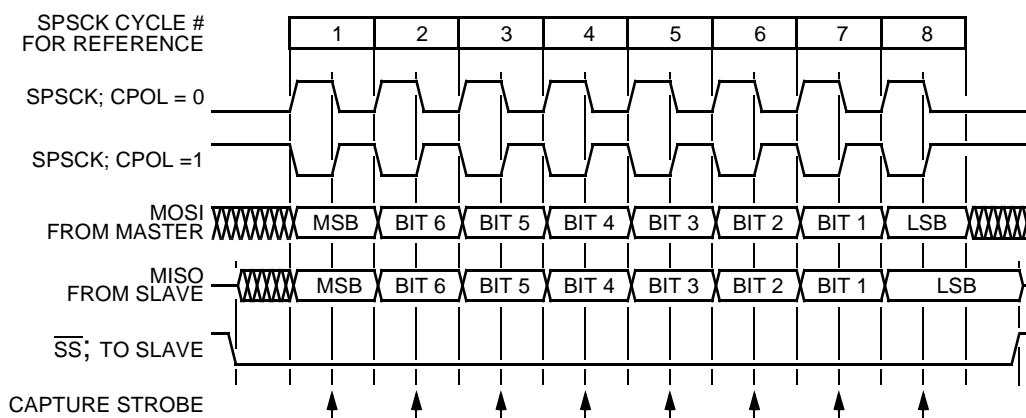 SPSCK CYCLE #
FOR REFERENCE
1 2 3 4 5 6 7 8
SPSCK; CPOL = 0
SPSCK; CPOL =1
MOSI
FROM MASTER
MSB BIT 6 BIT 5 BIT 4 BIT 3 BIT 2 BIT 1 LSB
MISO
FROM SLAVE
MSB BIT 6 BIT 5 BIT 4 BIT 3 BIT 2 BIT 1 LSB
SS; TO SLAVE
CAPTURE STROBE